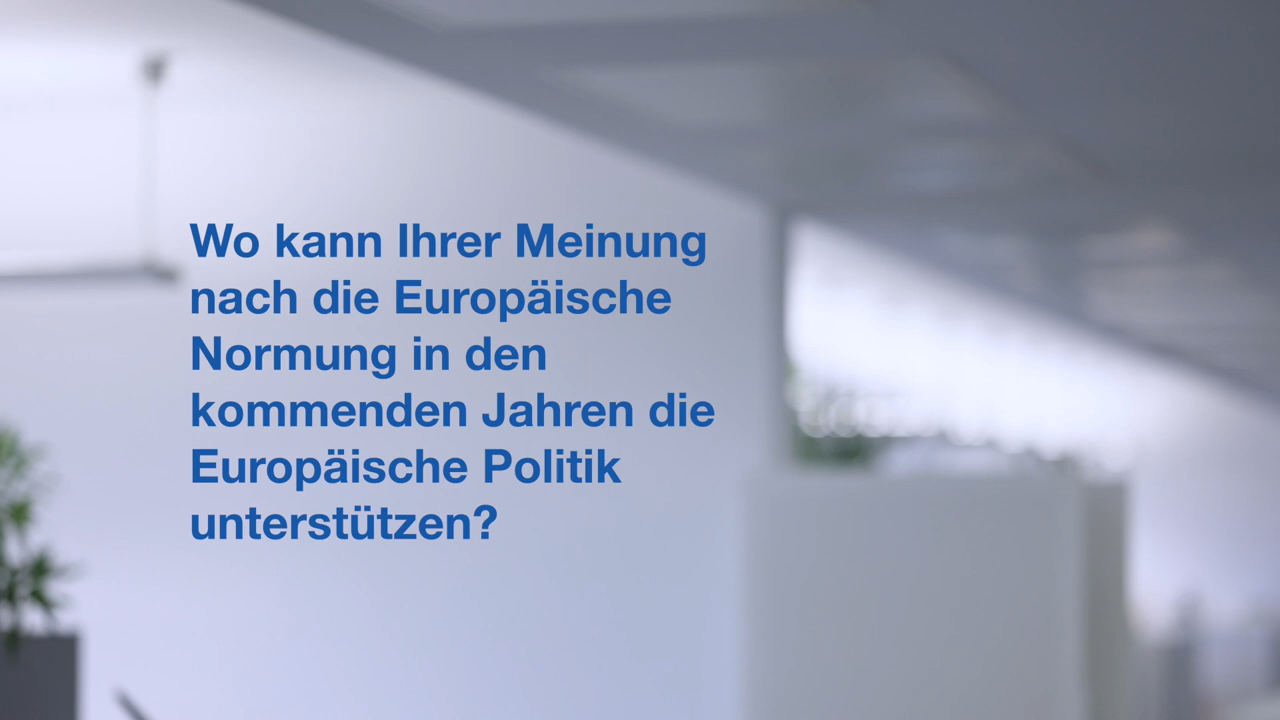 Wo kann Ihrer Meinung
nach die Europäische
Normung in den
kommenden Jahren die
Europäische Politik
unterstützen?